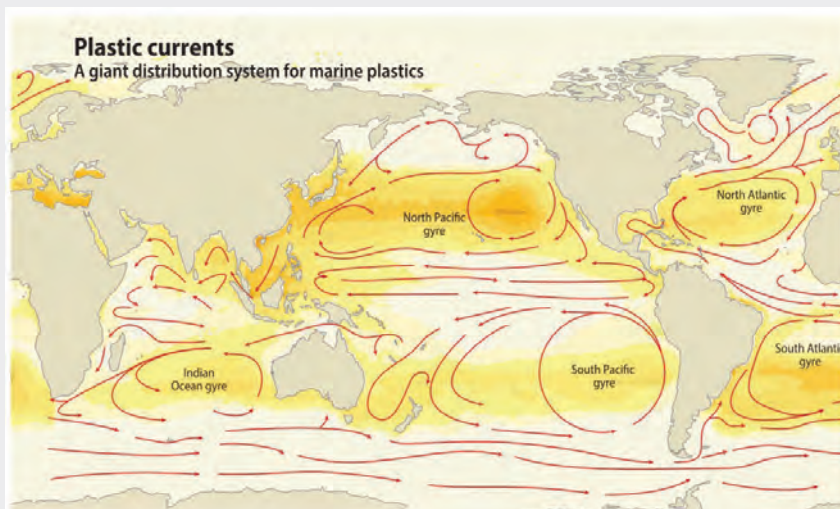 Plastic currents
A giant distribution system for marine plastics
North Pacific
gyre
North Atlantic
gyre
Indian
Ocean gyre
South Pacific
gyre
South Atlantic
gyre